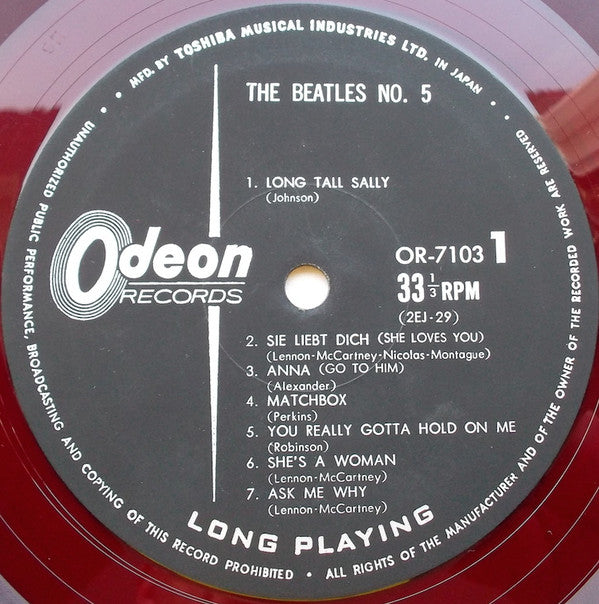 MFD. BY TOSHIBA MUSICAL INDUSTRIES LTD. IN JAPAN
THE BEATLES NO. 5
1. LONG TALL SALLY
(Johnson)
Odeon
RECORDS
OR-7103 1
33 1/3 RPM
(2EJ-29)
2. SIE LIEBT DICH (SHE LOVES YOU)
(Lennon-McCartney-Nicolas-Montague)
3. ANNA (GO TO HIM)
(Alexander)
4. MATCHBOX
(Perkins)
5. YOU REALLY GOTTA HOLD ON ME
(Robinson)
6. SHE'S A WOMAN
(Lennon-McCartney)
7. ASK ME WHY
(Lennon-McCartney)
LONG PLAYING
UNAUTHORIZED PUBLIC PERFORMANCE, BROADCASTING AND COPYING OF THIS RECORD PROHIBITED • ALL RIGHTS OF THE MANUFACTURER AND OF THE OWNER OF THE RECORDED WORK ARE RESERVED